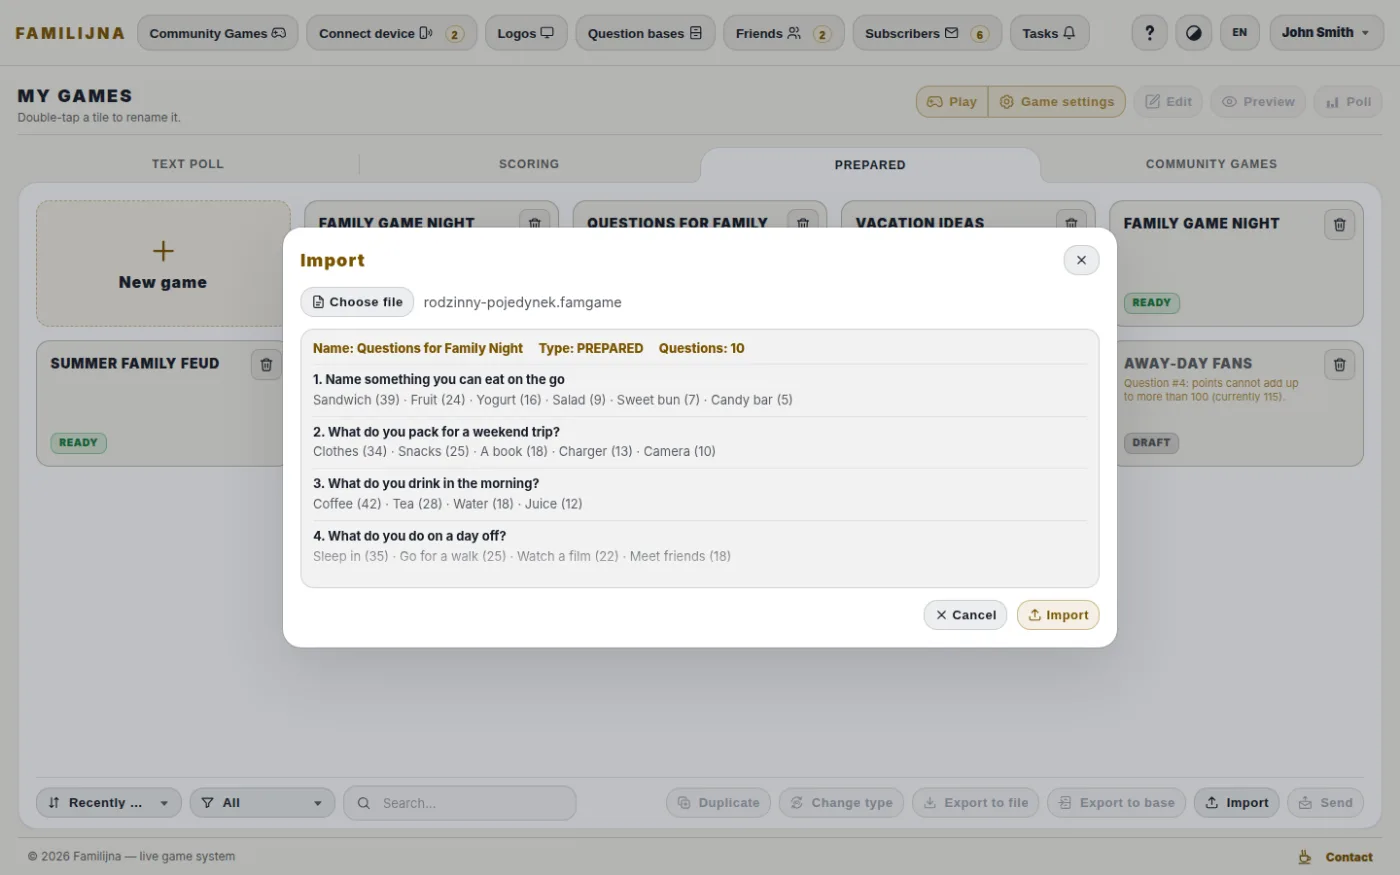 FAMILIJNA
Community Games
Connect device 2
Logos
Question bases
Friends 2
Subscribers 6
Tasks
?
EN
John Smith
MY GAMES
Double-tap a tile to rename it.
Play
Game settings
Edit
Preview
Poll
TEXT POLL
SCORING
PREPARED
COMMUNITY GAMES
New game
FAMILY GAME NIGHT
QUESTIONS FOR FAMILY
VACATION IDEAS
FAMILY GAME NIGHT
READY
SUMMER FAMILY FEUD
READY
AWAY-DAY FANS
Question #4: points cannot add up
to more than 100 (currently 115).
DRAFT
Import
Choose file
rodzinny-pojedynek.famgame
Name: Questions for Family Night Type: PREPARED Questions: 10
1. Name something you can eat on the go
Sandwich (39) · Fruit (24) · Yogurt (16) · Salad (9) · Sweet bun (7) · Candy bar (5)
2. What do you pack for a weekend trip?
Clothes (34) · Snacks (25) · A book (18) · Charger (13) · Camera (10)
3. What do you drink in the morning?
Coffee (42) · Tea (28) · Water (18) · Juice (12)
4. What do you do on a day off?
Sleep in (35) · Go for a walk (25) · Watch a film (22) · Meet friends (18)
Cancel
Import
Recently ...
All
Search...
Duplicate
Change type
Export to file
Export to base
Import
Send
© 2026 Familijna — live game system
Contact